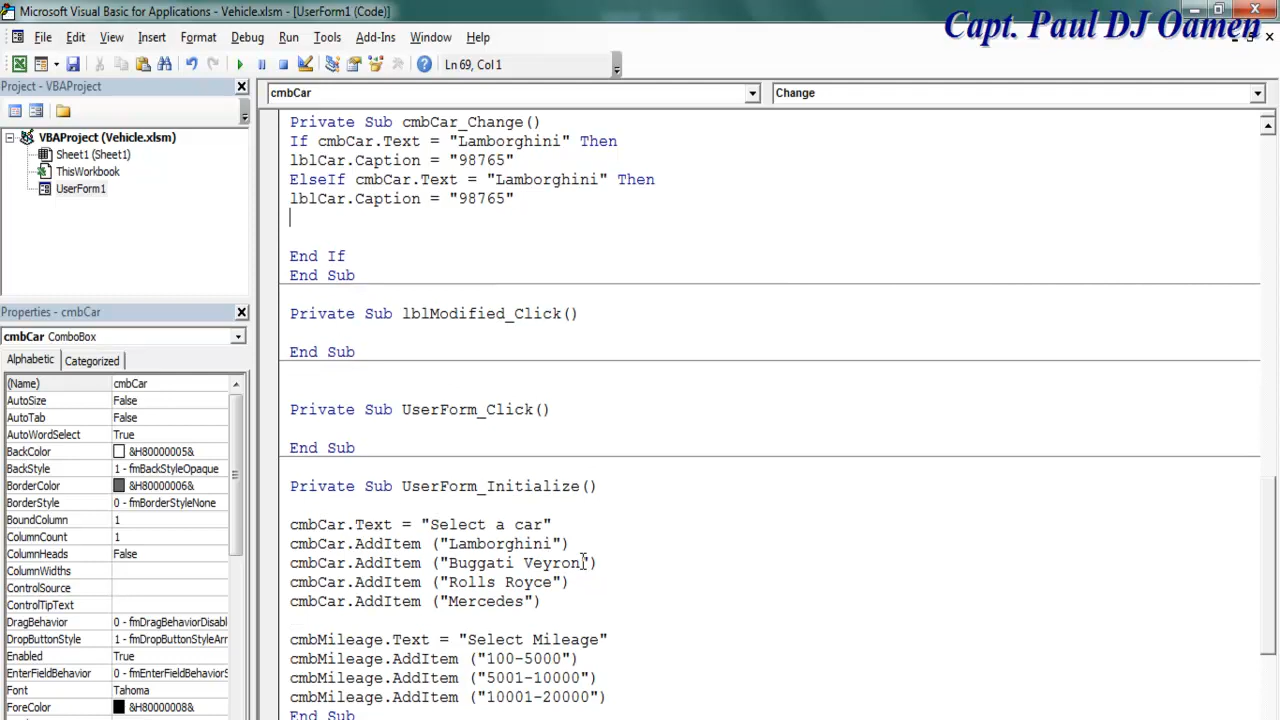 Microsoft Visual Basic for Applications - Vehicle.xlsm - [UserForm1 (Code)]
Capt. Paul DJ Oamen
File Edit View Insert Format Debug Run Tools Add-Ins Window Help
Ln 69, Col 1
Project - VBAProject
VBAProject (Vehicle.xlsm)
Sheet1 (Sheet1)
ThisWorkbook
UserForm1
Properties - cmbCar
cmbCar ComboBox
Alphabetic Categorized
(Name) cmbCar
AutoSize False
AutoTab False
AutoWordSelect True
BackColor &H80000005&
BackStyle 1 - fmBackStyleOpaque
BorderColor &H80000006&
BorderStyle 0 - fmBorderStyleNone
BoundColumn 1
ColumnCount 1
ColumnHeads False
ColumnWidths
ControlSource
ControlTipText
DragBehavior 0 - fmDragBehaviorDisabl
DropButtonStyle 1 - fmDropButtonStyleArr
Enabled True
EnterFieldBehavior 0 - fmEnterFieldBehaviorS
Font Tahoma
ForeColor &H80000008&
cmbCar Change
Private Sub cmbCar_Change()
If cmbCar.Text = "Lamborghini" Then
lblCar.Caption = "98765"
ElseIf cmbCar.Text = "Lamborghini" Then
lblCar.Caption = "98765"
End If
End Sub
Private Sub lblModified_Click()
End Sub
Private Sub UserForm_Click()
End Sub
Private Sub UserForm_Initialize()
cmbCar.Text = "Select a car"
cmbCar.AddItem ("Lamborghini")
cmbCar.AddItem ("Buggati Veyron")
cmbCar.AddItem ("Rolls Royce")
cmbCar.AddItem ("Mercedes")
cmbMileage.Text = "Select Mileage"
cmbMileage.AddItem ("100-5000")
cmbMileage.AddItem ("5001-10000")
cmbMileage.AddItem ("10001-20000")
End Sub